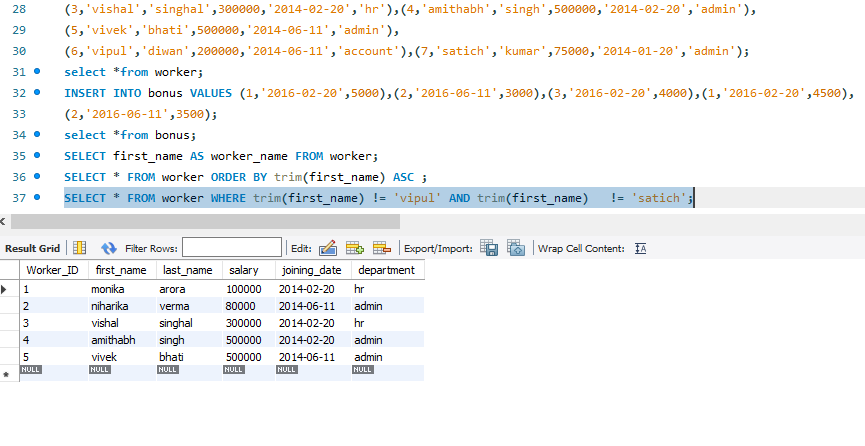 28 (3,'vishal','singhal',300000,'2014-02-20','hr'),(4,'amithabh','singh',500000,'2014-02-20','admin'),
29 (5,'vivek','bhati',500000,'2014-06-11','admin'),
30 (6,'vipul','diwan',200000,'2014-06-11','account'),(7,'satich','kumar',75000,'2014-01-20','admin');
31 select *from worker;
32 INSERT INTO bonus VALUES (1,'2016-02-20',5000),(2,'2016-06-11',3000),(3,'2016-02-20',4000),(1,'2016-02-20',4500),
33 (2,'2016-06-11',3500);
34 select *from bonus;
35 SELECT first_name AS worker_name FROM worker;
36 SELECT * FROM worker ORDER BY trim(first_name) ASC ;
37 SELECT * FROM worker WHERE trim(first_name) != 'vipul' AND trim(first_name)   != 'satich';
Result Grid Filter Rows: Edit: Export/Import: Wrap Cell Content:
Worker_ID first_name last_name salary joining_date department
1 monika arora 100000 2014-02-20 hr
2 niharika verma 80000 2014-06-11 admin
3 vishal singhal 300000 2014-02-20 hr
4 amithabh singh 500000 2014-02-20 admin
5 vivek bhati 500000 2014-06-11 admin
NULL NULL NULL NULL NULL NULL